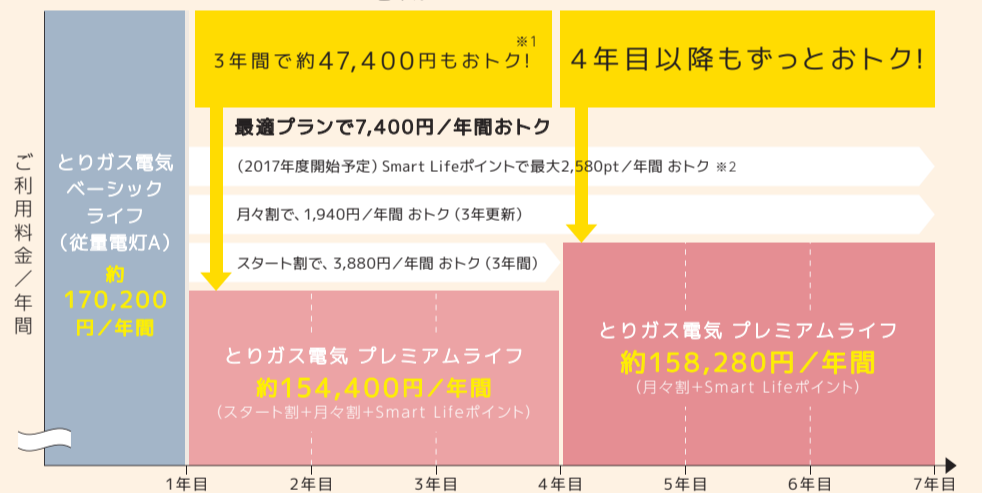 3年間で約47,400円もおトク!
※1
4年目以降もずっとおトク!
最適プランで7,400円／年間おトク
(2017年度開始予定) Smart Lifeポイントで最大2,580pt／年間 おトク ※2
月々割で、1,940円／年間 おトク (3年更新)
スタート割で、3,880円／年間 おトク (3年間)
ご利用料金／年間
とりガス電気
ベーシック
ライフ
(従量電灯A)
約
170,200
円／年間
とりガス電気 プレミアムライフ
約154,400円／年間
(スタート割+月々割+Smart Lifeポイント)
とりガス電気 プレミアムライフ
約158,280円／年間
(月々割+Smart Lifeポイント)
1年目
2年目
3年目
4年目
5年目
6年目
7年目